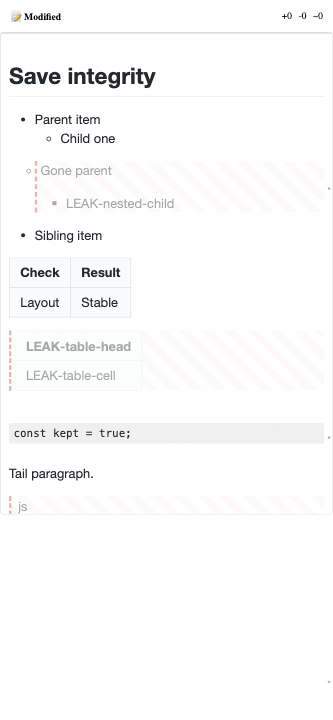 Modified
+0 -0 ~0
Save integrity
Parent item
Child one
Gone parent
LEAK-nested-child
Sibling item
Check Result
Layout Stable
LEAK-table-head
LEAK-table-cell
const kept = true;
Tail paragraph.
js